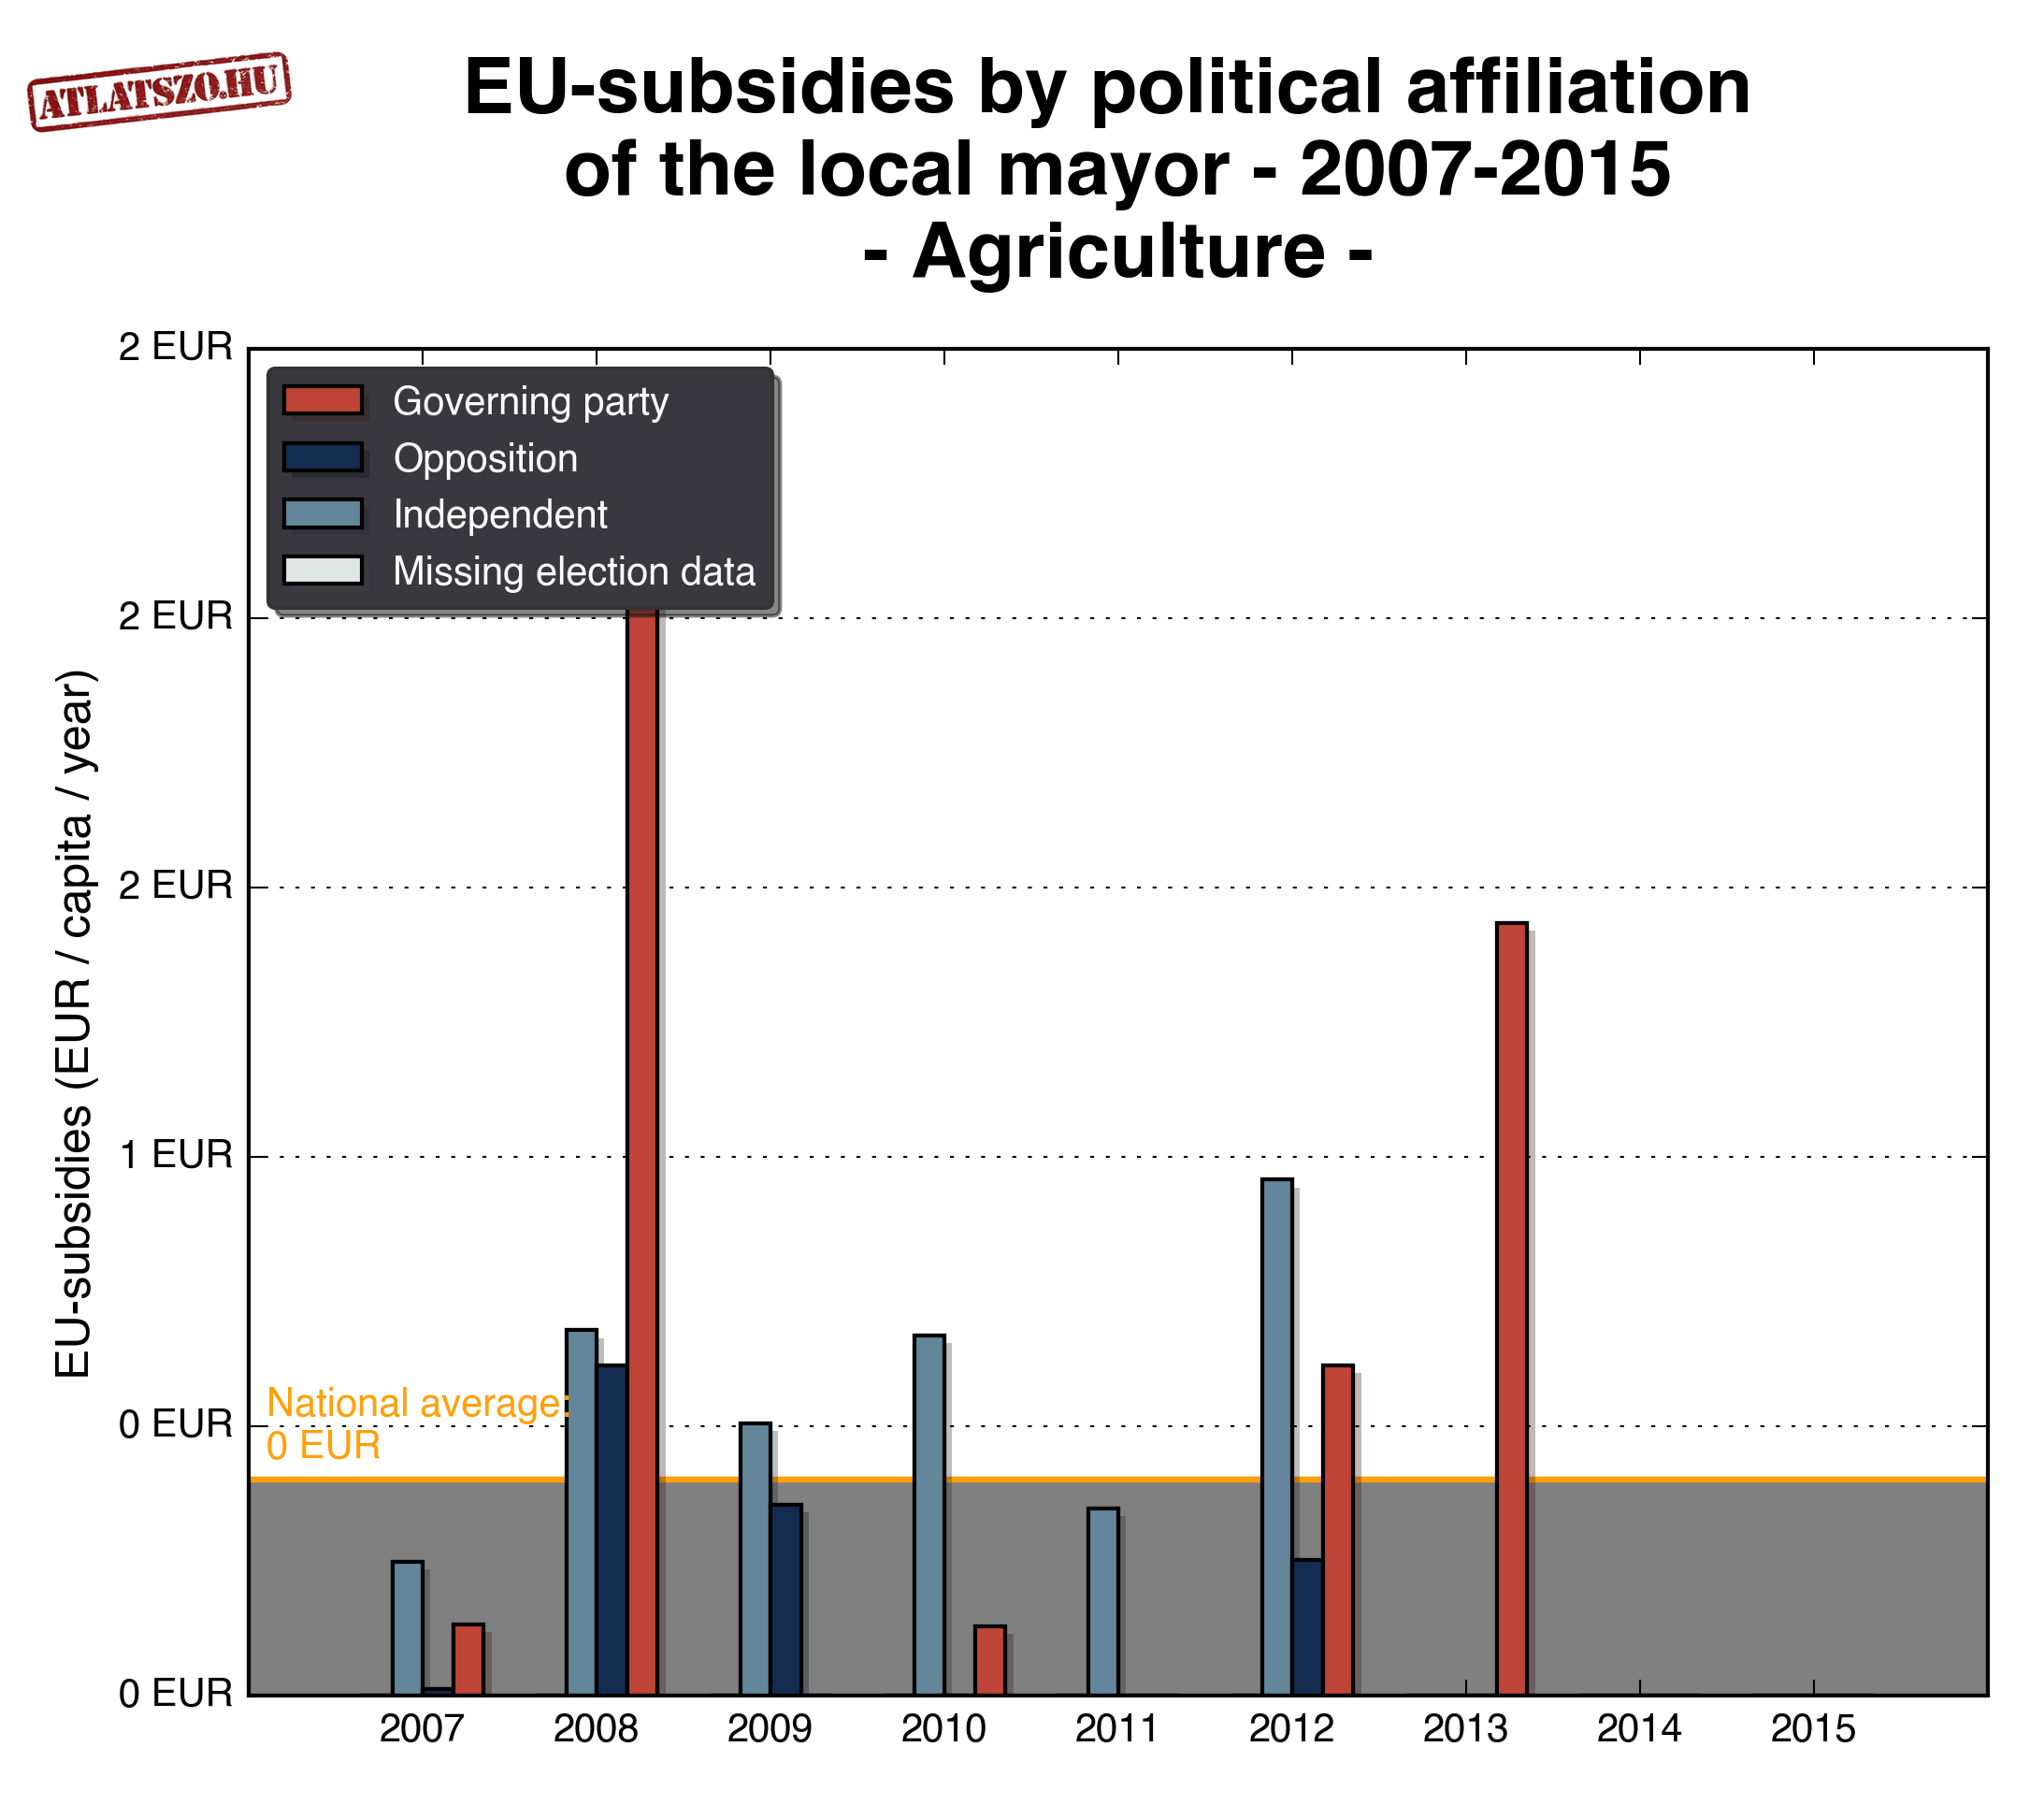 ATLATSZO.HU
EU-subsidies by political affiliation
of the local mayor - 2007-2015
- Agriculture -
2 EUR
Governing party
Opposition
Independent
Missing election data
2 EUR
2 EUR
1 EUR
0 EUR
0 EUR
EU-subsidies (EUR / capita / year)
National average:
0 EUR
2007 2008 2009 2010 2011 2012 2013 2014 2015